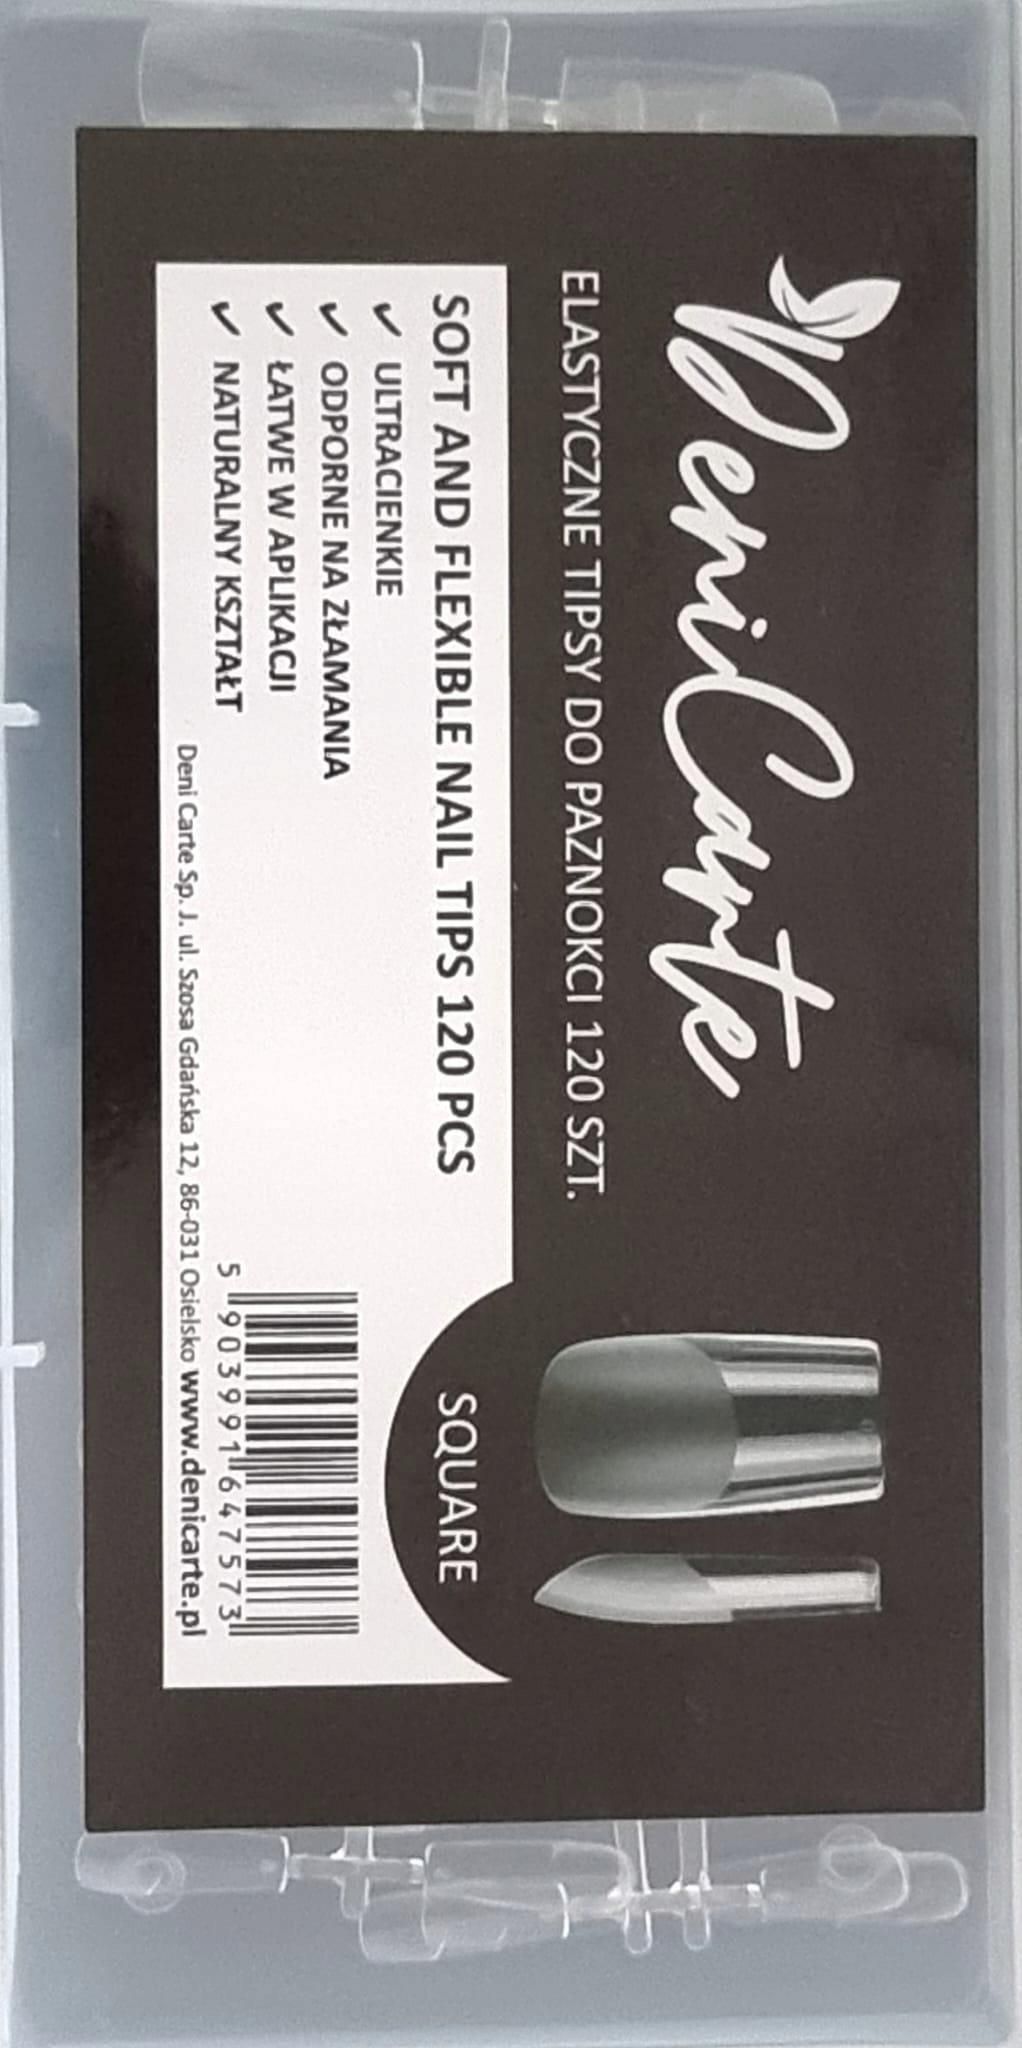 DeniCarte
ELASTYCZNE TIPSY DO PAZNOKCI 120 SZT.
SOFT AND FLEXIBLE NAIL TIPS 120 PCS
✓ ULTRACIENKIE
✓ ODPORNE NA ZŁAMANIA
✓ ŁATWE W APLIKACJI
✓ NATURALNY KSZTAŁT
SQUARE
5 903991 647573
Deni Carte Sp. J. ul. Szosa Gdańska 12, 86-031 Osielsko www.denicarte.pl